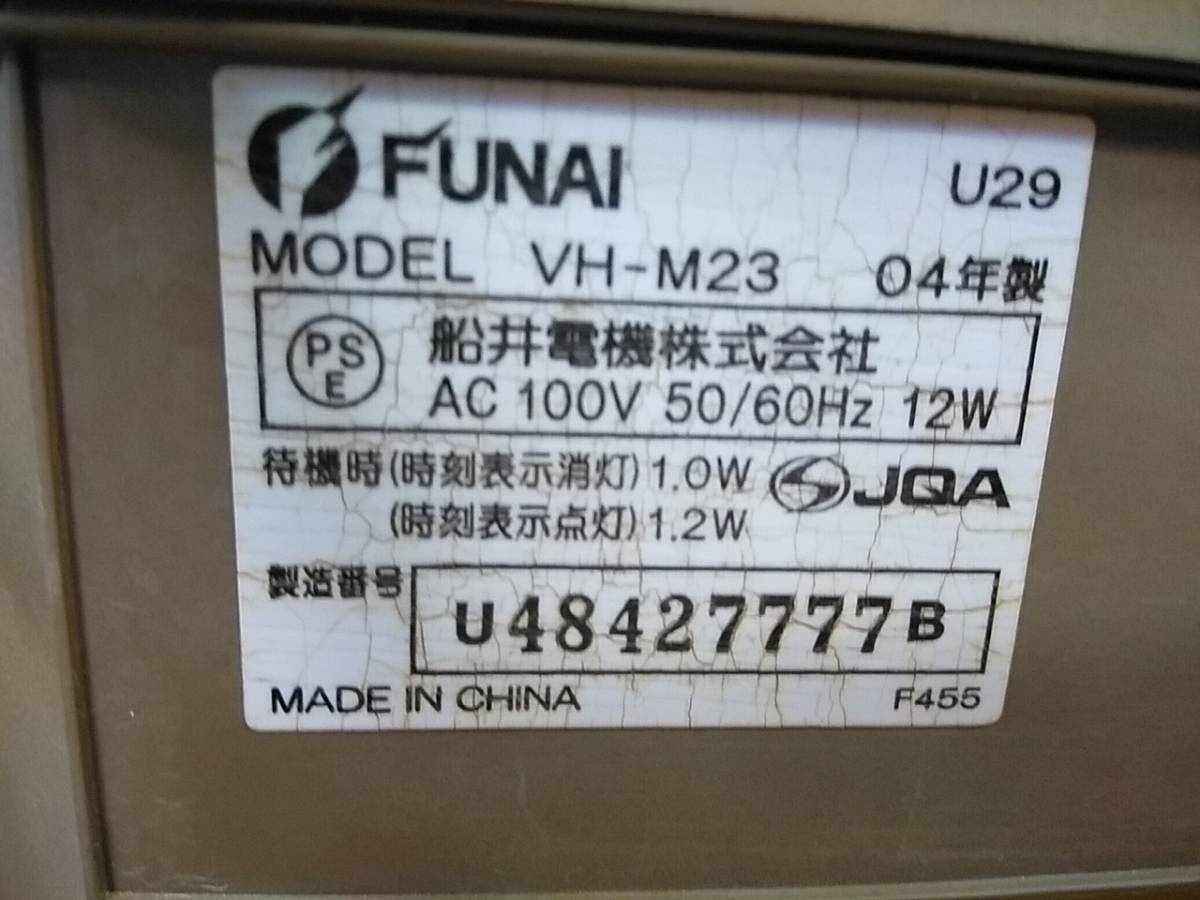 FUNAI
U29
MODEL VH-M23 04年製
PSE 船井電機株式会社
AC 100V 50/60Hz 12W
待機時(時刻表示消灯)1.0W JQA
(時刻表示点灯)1.2W
製造番号 U48427777B
MADE IN CHINA F455